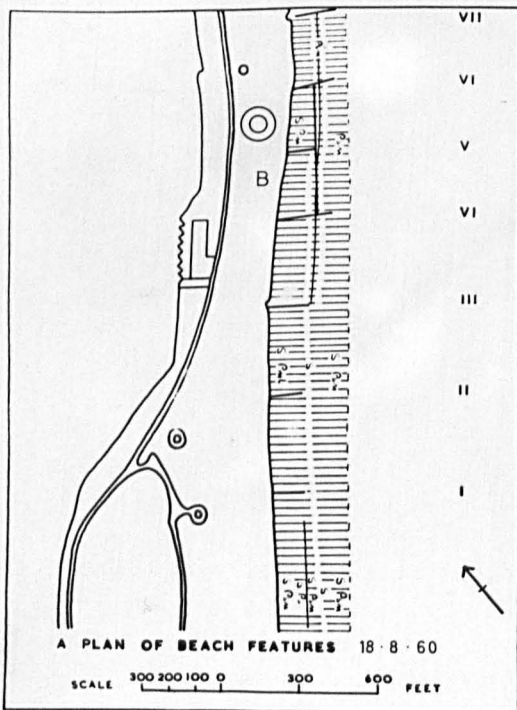 VII
VI
V
B
VI
III
II
I
A PLAN OF BEACH FEATURES 18·8·60
SCALE 300 200 100 0 300 600 FEET